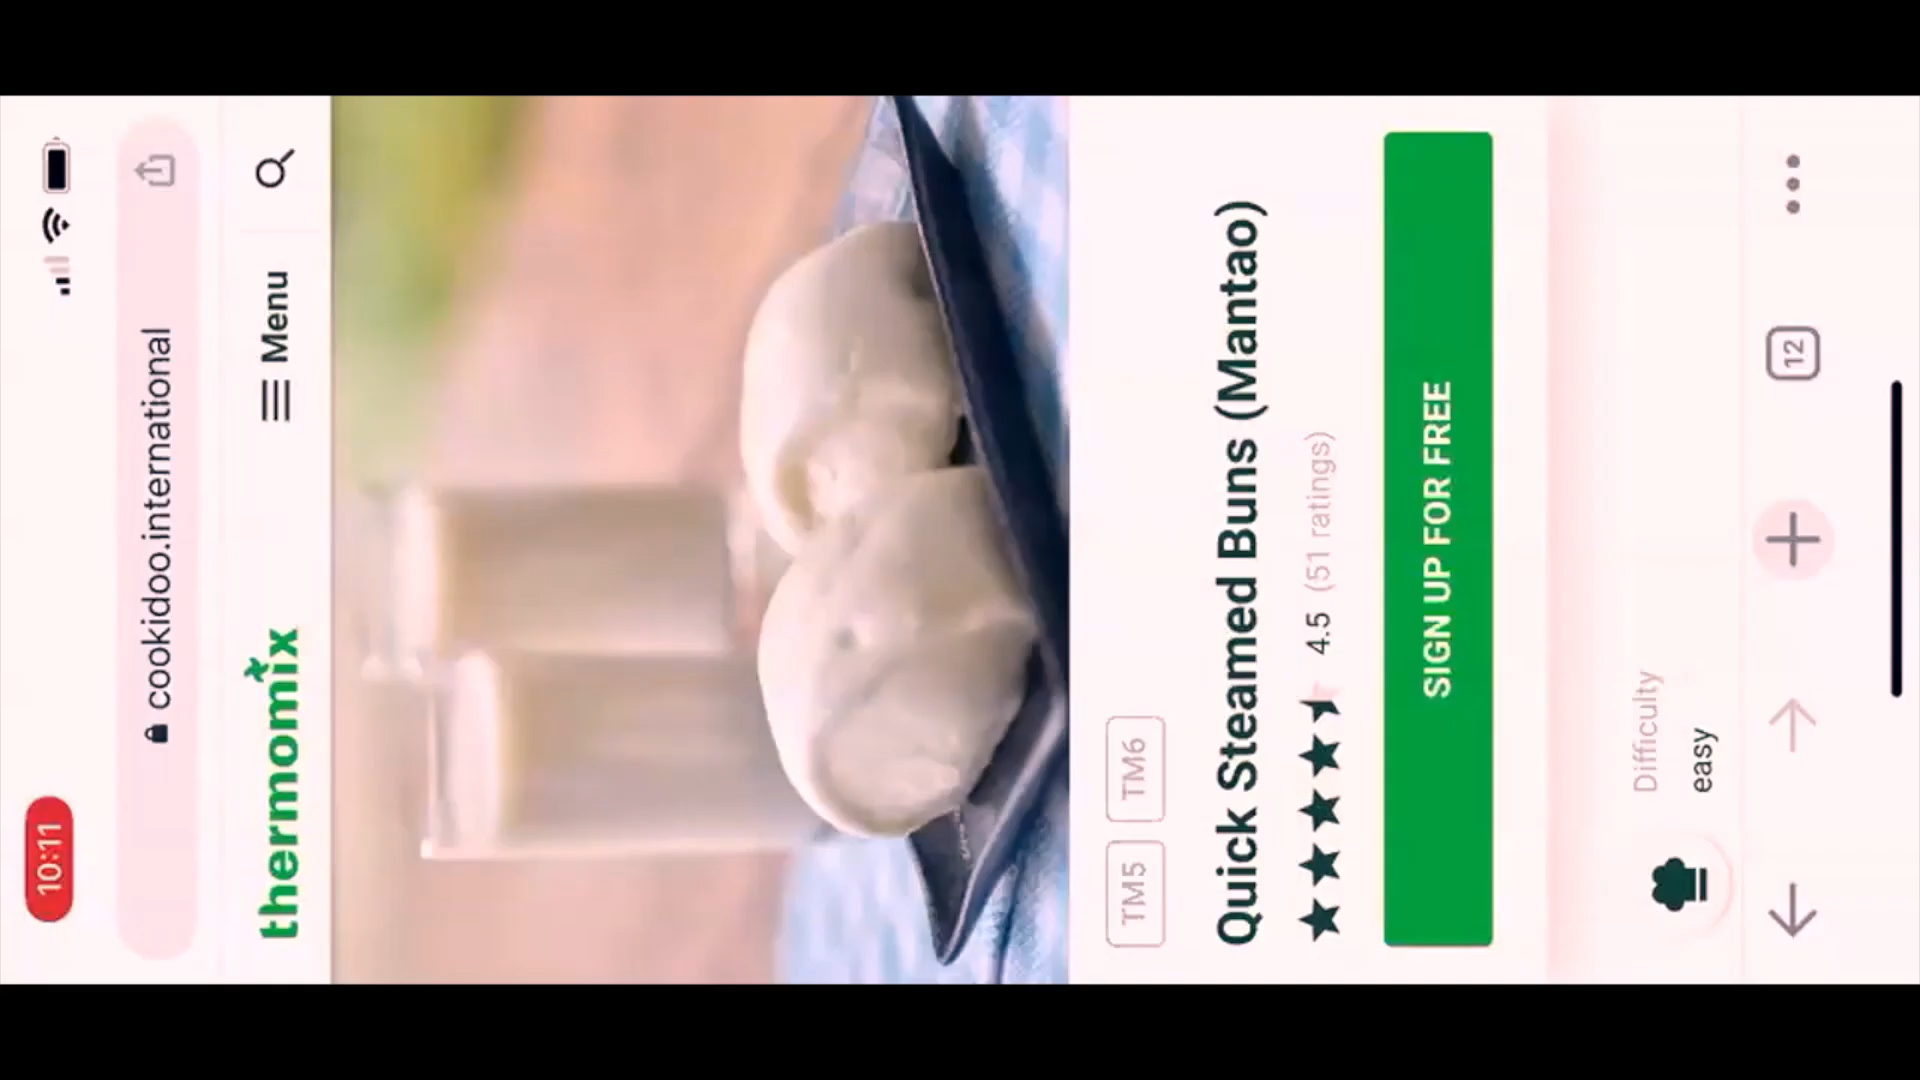 10:11
cookidoo.international
thermomix
Menu
TM5 TM6
Quick Steamed Buns (Mantao)
4.5 (51 ratings)
SIGN UP FOR FREE
Difficulty
easy
12